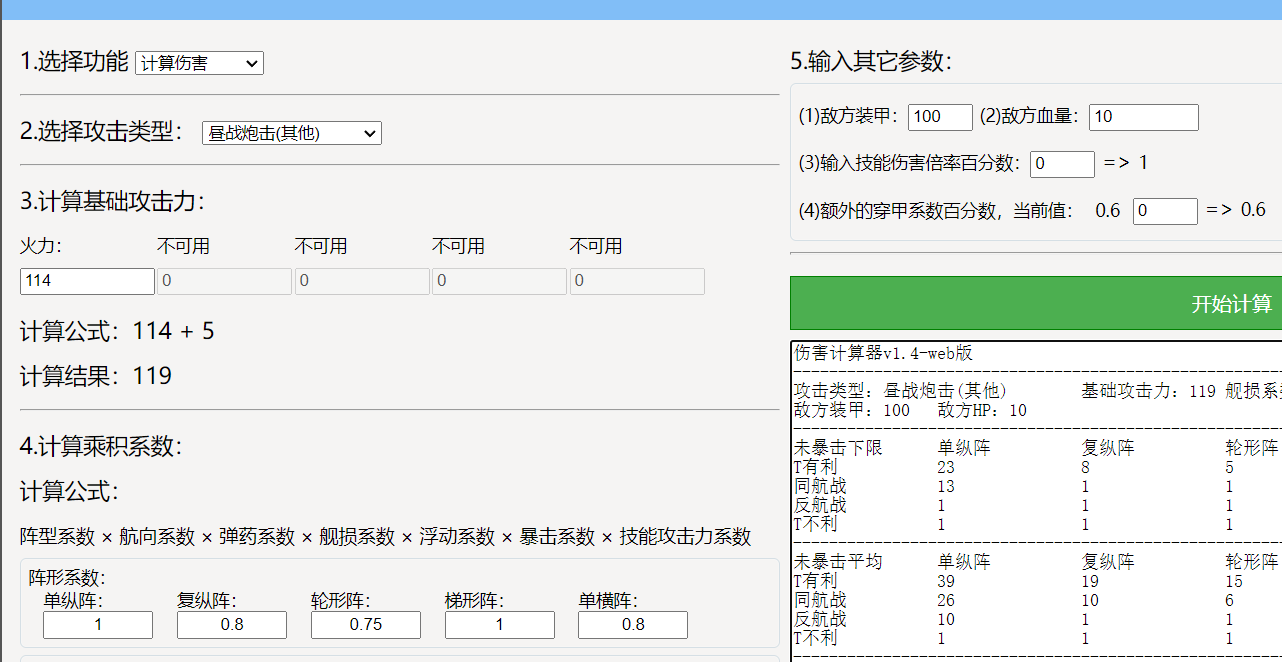 1.选择功能 计算伤害
2.选择攻击类型： 昼战炮击(其他)
3.计算基础攻击力：
火力： 不可用 不可用 不可用 不可用
114 0 0 0 0
计算公式：114 + 5
计算结果：119
4.计算乘积系数：
计算公式：
阵型系数 × 航向系数 × 弹药系数 × 舰损系数 × 浮动系数 × 暴击系数 × 技能攻击力系数
阵形系数：
单纵阵： 复纵阵： 轮形阵： 梯形阵： 单横阵：
1 0.8 0.75 1 0.8
5.输入其它参数：
(1)敌方装甲： 100 (2)敌方血量： 10
(3)输入技能伤害倍率百分数： 0 => 1
(4)额外的穿甲系数百分数，当前值： 0.6 0 => 0.6
开始计算
伤害计算器v1.4-web版
攻击类型：昼战炮击(其他) 基础攻击力：119 舰损系
敌方装甲：100 敌方HP：10
未暴击下限 单纵阵 复纵阵 轮形阵
T有利 23 8 5
同航战 13 1 1
反航战 1 1 1
T不利 1 1 1
未暴击平均 单纵阵 复纵阵 轮形阵
T有利 39 19 15
同航战 26 10 6
反航战 10 1 1
T不利 1 1 1